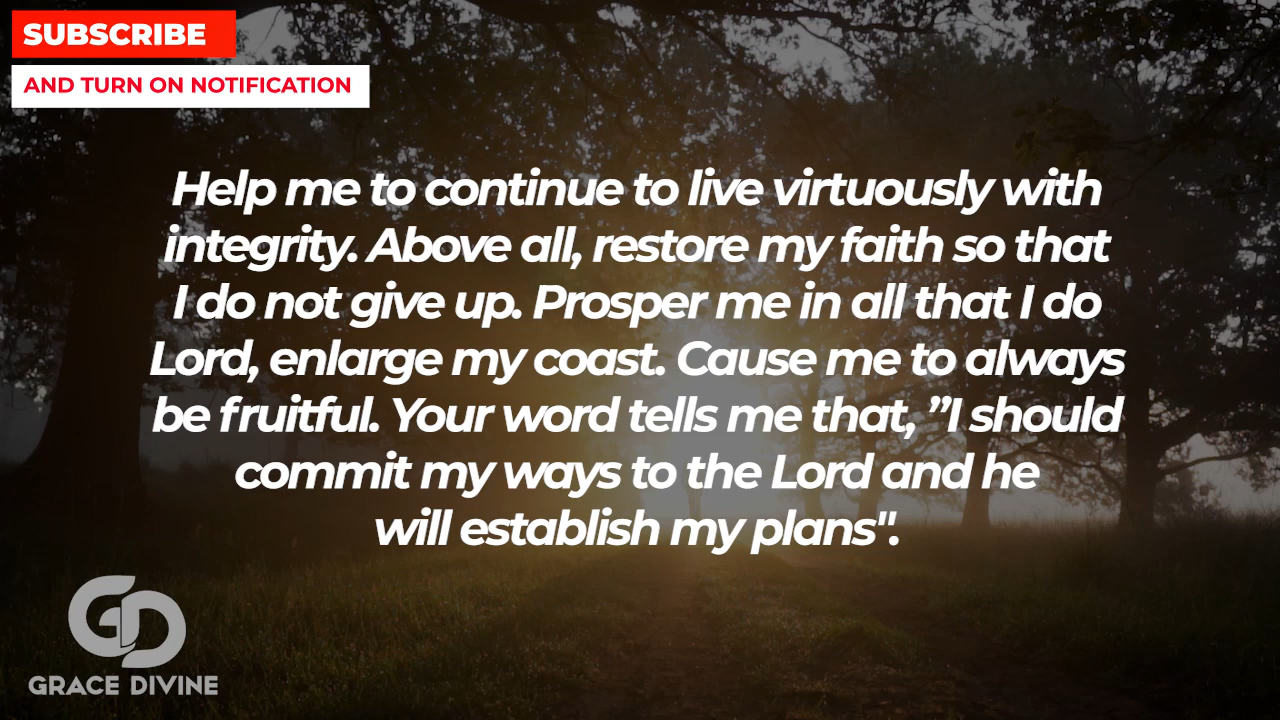 SUBSCRIBE
AND TURN ON NOTIFICATION
Help me to continue to live virtuously with
integrity. Above all, restore my faith so that
I do not give up. Prosper me in all that I do
Lord, enlarge my coast. Cause me to always
be fruitful. Your word tells me that, ”I should
commit my ways to the Lord and he
will establish my plans".
GD
GRACE DIVINE